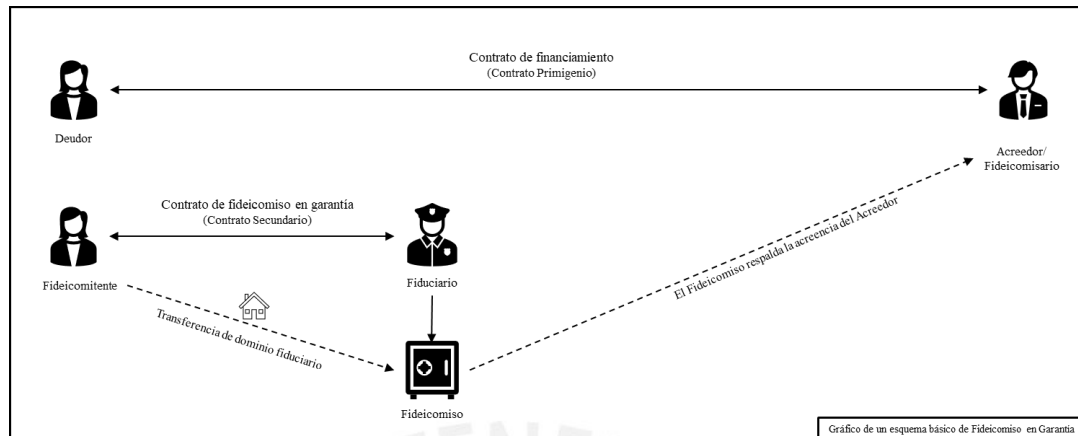 Contrato de financiamiento
(Contrato Primigenio)
Deudor
Acreedor/
Fideicomisario
Contrato de fideicomiso en garantía
(Contrato Secundario)
Fideicomitente
Fiduciario
El Fideicomiso respalda la acreencia del Acreedor
Transferencia de dominio fiduciario
Fideicomiso
Gráfico de un esquema básico de Fideicomiso en Garantia